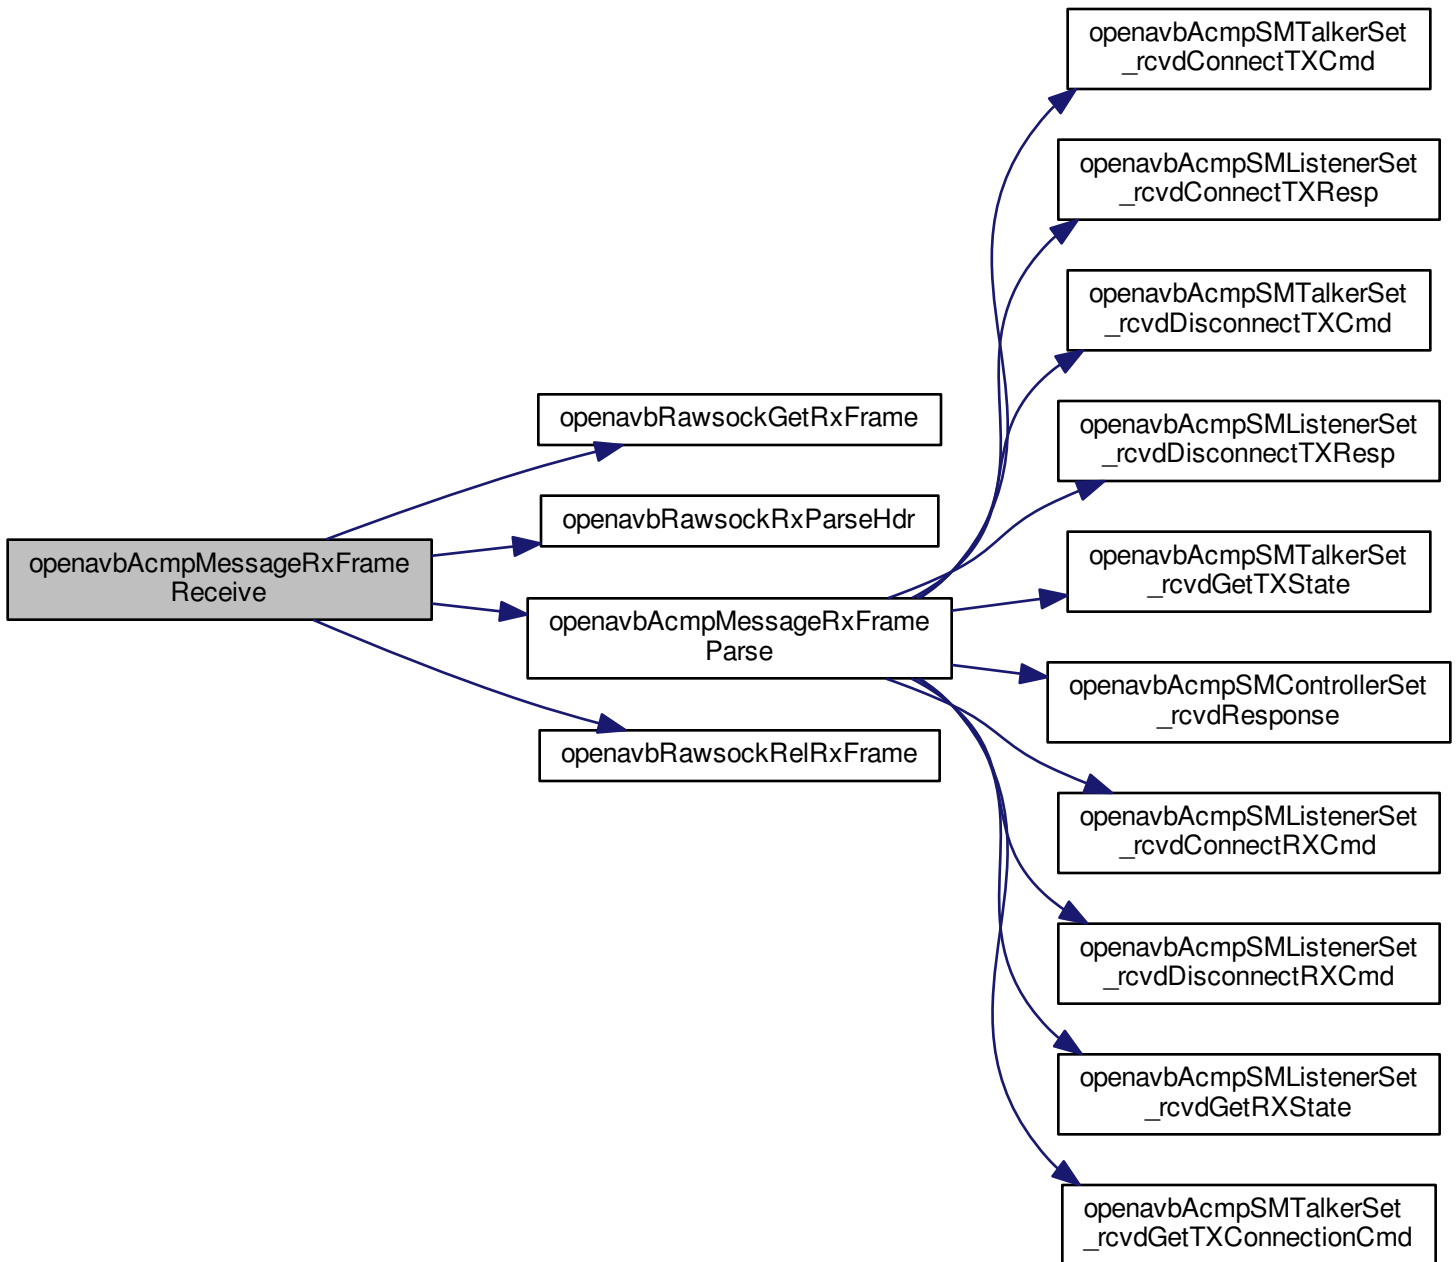 openavbAcmpMessageRxFrame
Receive
openavbRawsockGetRxFrame
openavbRawsockRxParseHdr
openavbAcmpMessageRxFrame
Parse
openavbRawsockRelRxFrame
openavbAcmpSMTalkerSet
_rcvdConnectTXCmd
openavbAcmpSMListenerSet
_rcvdConnectTXResp
openavbAcmpSMTalkerSet
_rcvdDisconnectTXCmd
openavbAcmpSMListenerSet
_rcvdDisconnectTXResp
openavbAcmpSMTalkerSet
_rcvdGetTXState
openavbAcmpSMControllerSet
_rcvdResponse
openavbAcmpSMListenerSet
_rcvdConnectRXCmd
openavbAcmpSMListenerSet
_rcvdDisconnectRXCmd
openavbAcmpSMListenerSet
_rcvdGetRXState
openavbAcmpSMTalkerSet
_rcvdGetTXConnectionCmd